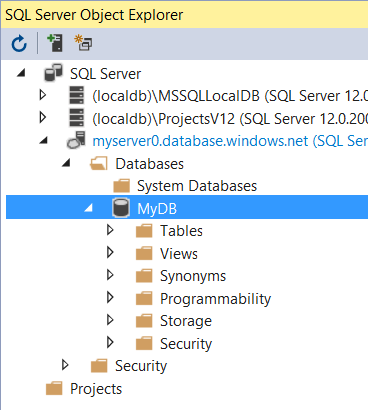 SQL Server Object Explorer
SQL Server
(localdb)\MSSQLLocalDB (SQL Server 12.0
(localdb)\ProjectsV12 (SQL Server 12.0.200
myserver0.database.windows.net (SQL Se
Databases
System Databases
MyDB
Tables
Views
Synonyms
Programmability
Storage
Security
Security
Projects